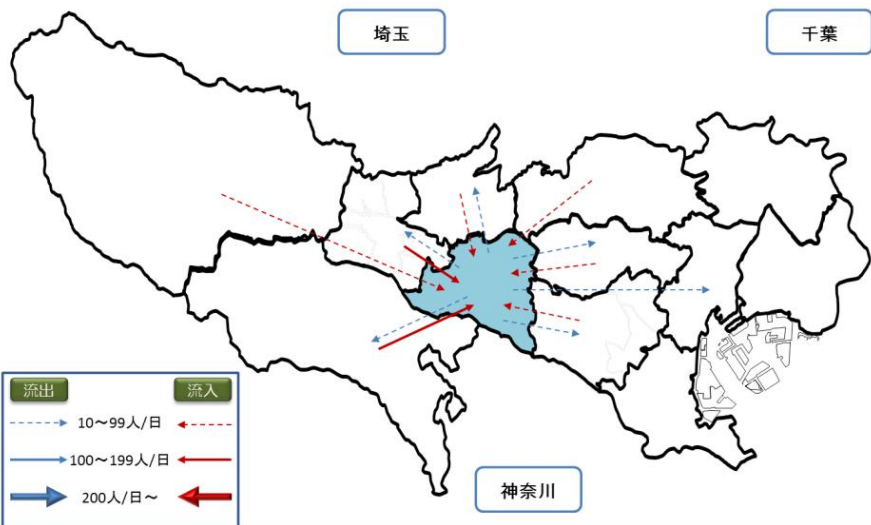 埼玉
千葉
流出
流入
10～99人/日
100～199人/日
200人/日～
神奈川